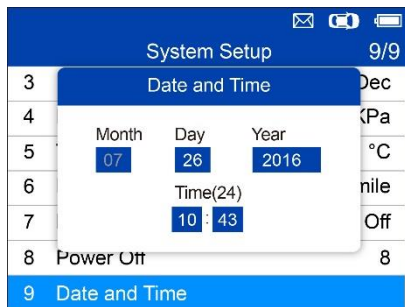 System Setup 9/9
Date and Time
3 Dec
4 KPa
Month Day Year
5 °C
07 26 2016
6 mile
Time(24)
7 Off
10 : 43
8 Power Off 8
9 Date and Time